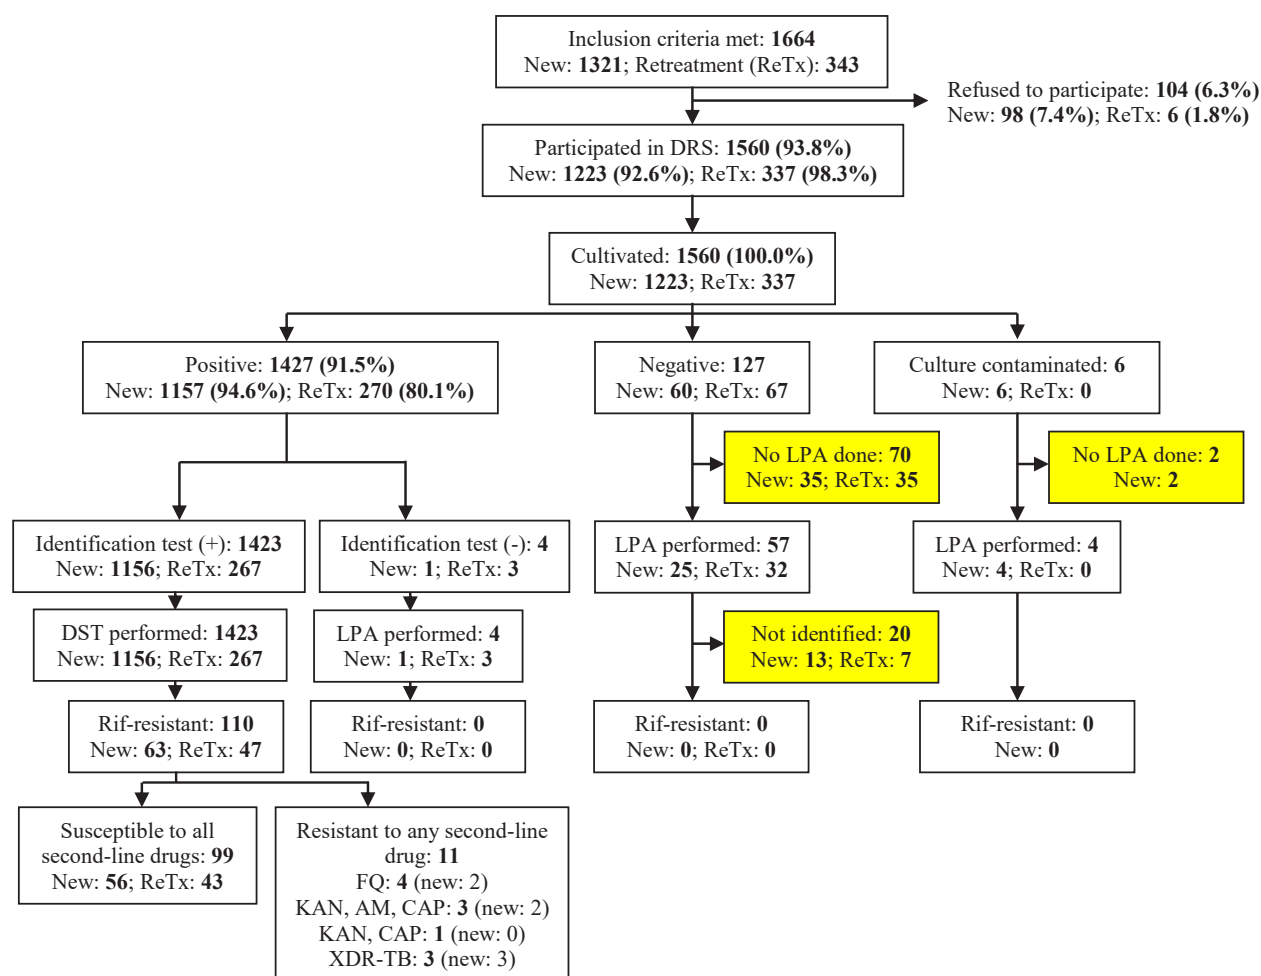 Inclusion criteria met: 1664
New: 1321; Retreatment (ReTx): 343
Refused to participate: 104 (6.3%)
New: 98 (7.4%); ReTx: 6 (1.8%)
Participated in DRS: 1560 (93.8%)
New: 1223 (92.6%); ReTx: 337 (98.3%)
Cultivated: 1560 (100.0%)
New: 1223; ReTx: 337
Positive: 1427 (91.5%)
New: 1157 (94.6%); ReTx: 270 (80.1%)
Negative: 127
New: 60; ReTx: 67
Culture contaminated: 6
New: 6; ReTx: 0
No LPA done: 70
New: 35; ReTx: 35
No LPA done: 2
New: 2
Identification test (+): 1423
New: 1156; ReTx: 267
Identification test (-): 4
New: 1; ReTx: 3
LPA performed: 57
New: 25; ReTx: 32
LPA performed: 4
New: 4; ReTx: 0
DST performed: 1423
New: 1156; ReTx: 267
LPA performed: 4
New: 1; ReTx: 3
Not identified: 20
New: 13; ReTx: 7
Rif-resistant: 110
New: 63; ReTx: 47
Rif-resistant: 0
New: 0; ReTx: 0
Rif-resistant: 0
New: 0; ReTx: 0
Rif-resistant: 0
New: 0
Susceptible to all
second-line drugs: 99
New: 56; ReTx: 43
Resistant to any second-line
drug: 11
FQ: 4 (new: 2)
KAN, AM, CAP: 3 (new: 2)
KAN, CAP: 1 (new: 0)
XDR-TB: 3 (new: 3)